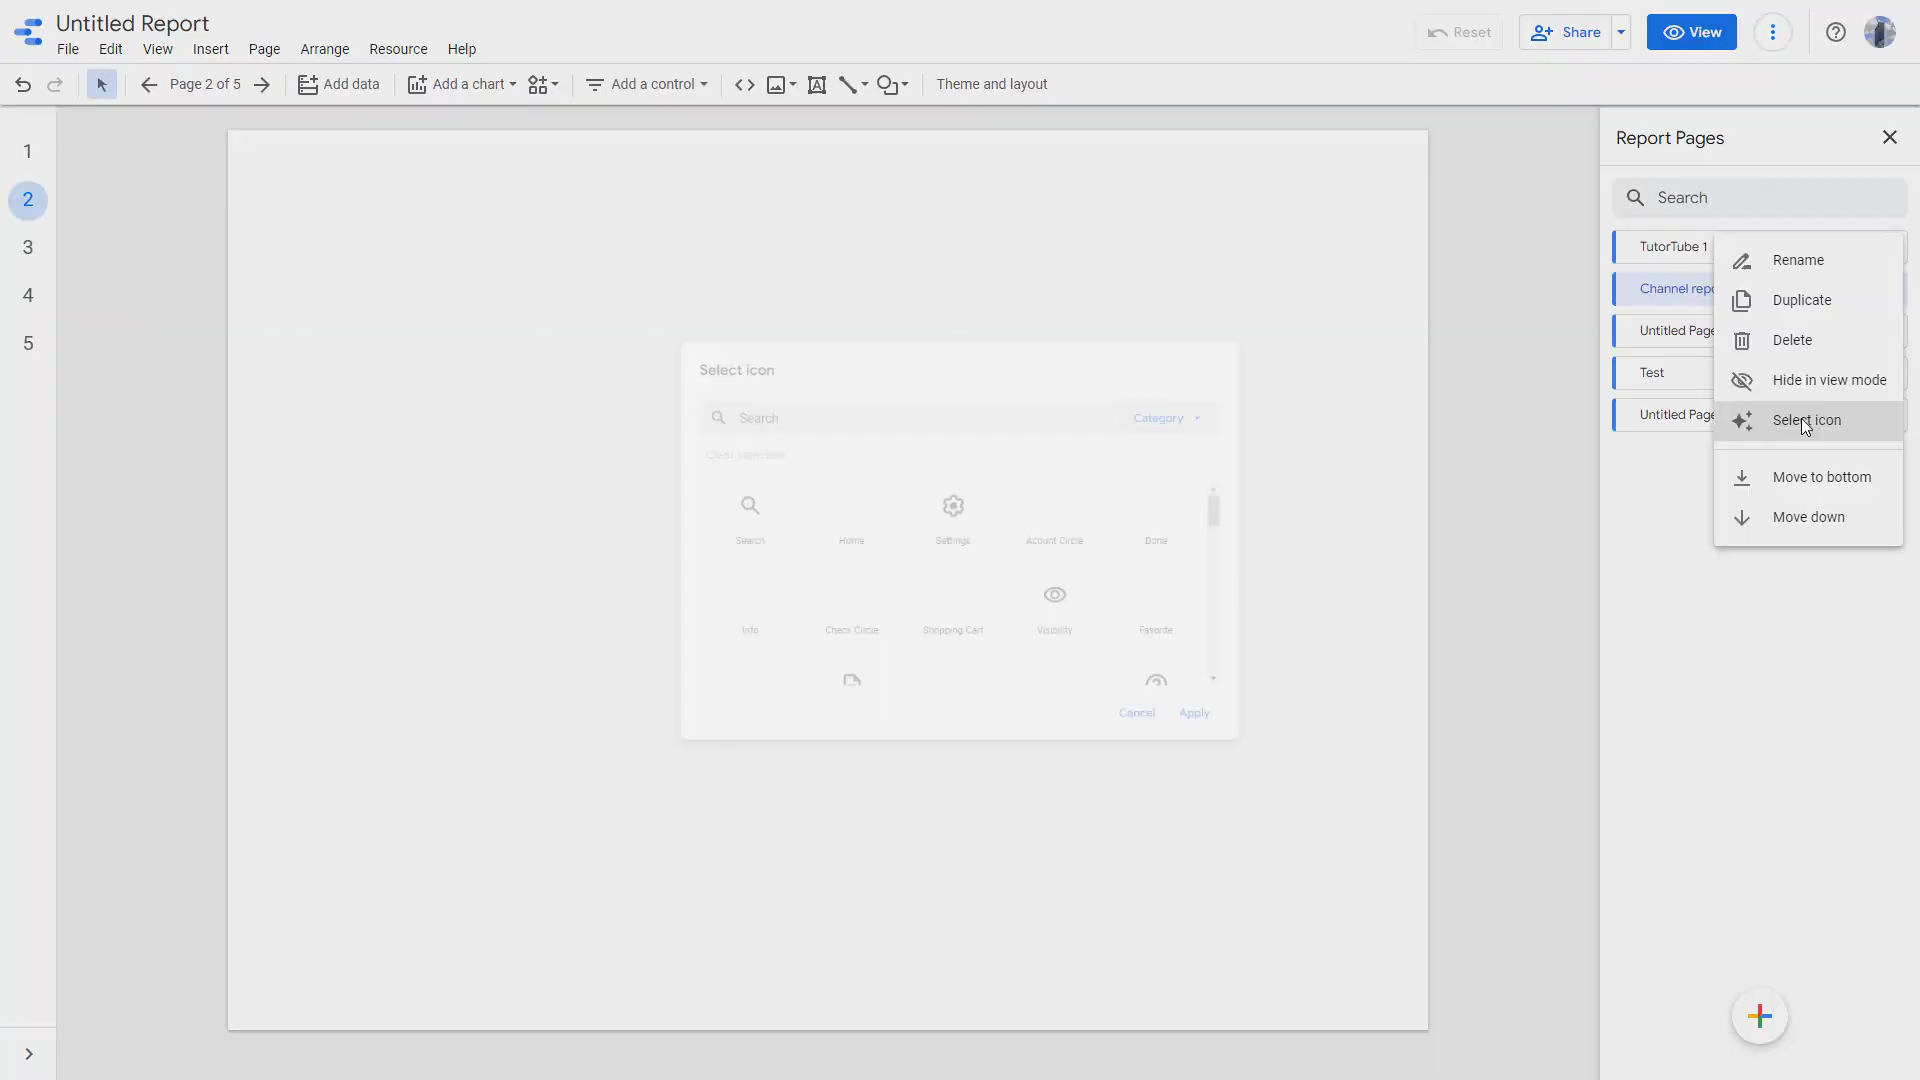 Untitled Report
File Edit View Insert Page Arrange Resource Help
Reset Share View
Page 2 of 5 Add data Add a chart Add a control Theme and layout
1
2
3
4
5
Report Pages
Search
TutorTube 1
Channel repo
Untitled Page
Test
Untitled Page
Rename
Duplicate
Delete
Hide in view mode
Select icon
Move to bottom
Move down
Select icon
Search Category
Clear selection
Search Home Settings Acount Circle Done
Info Check Circle Shopping Cart Visibility Favorite
Cancel Apply